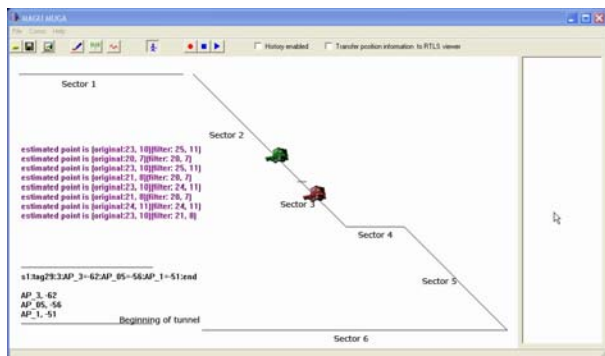 MAGU MUGA
File Comm Help
History enabled Transfer position information to RTLS viewer
Sector 1
Sector 2
estimated point is [original:23, 10][filter: 25, 11]
estimated point is [original:20, 7][filter: 20, 7]
estimated point is [original:23, 10][filter: 25, 11]
estimated point is [original:21, 8][filter: 20, 7]
estimated point is [original:23, 10][filter: 24, 11]
estimated point is [original:21, 8][filter: 20, 7]
estimated point is [original:24, 11][filter: 24, 11]
estimated point is [original:23, 10][filter: 21, 8]
Sector 3
Sector 4
Sector 5
s1:tag29:3:AP_3=-62:AP_05=-56:AP_1=-51:end
AP_3, -62
AP_05, -56
AP_1, -51
Beginning of tunnel
Sector 6